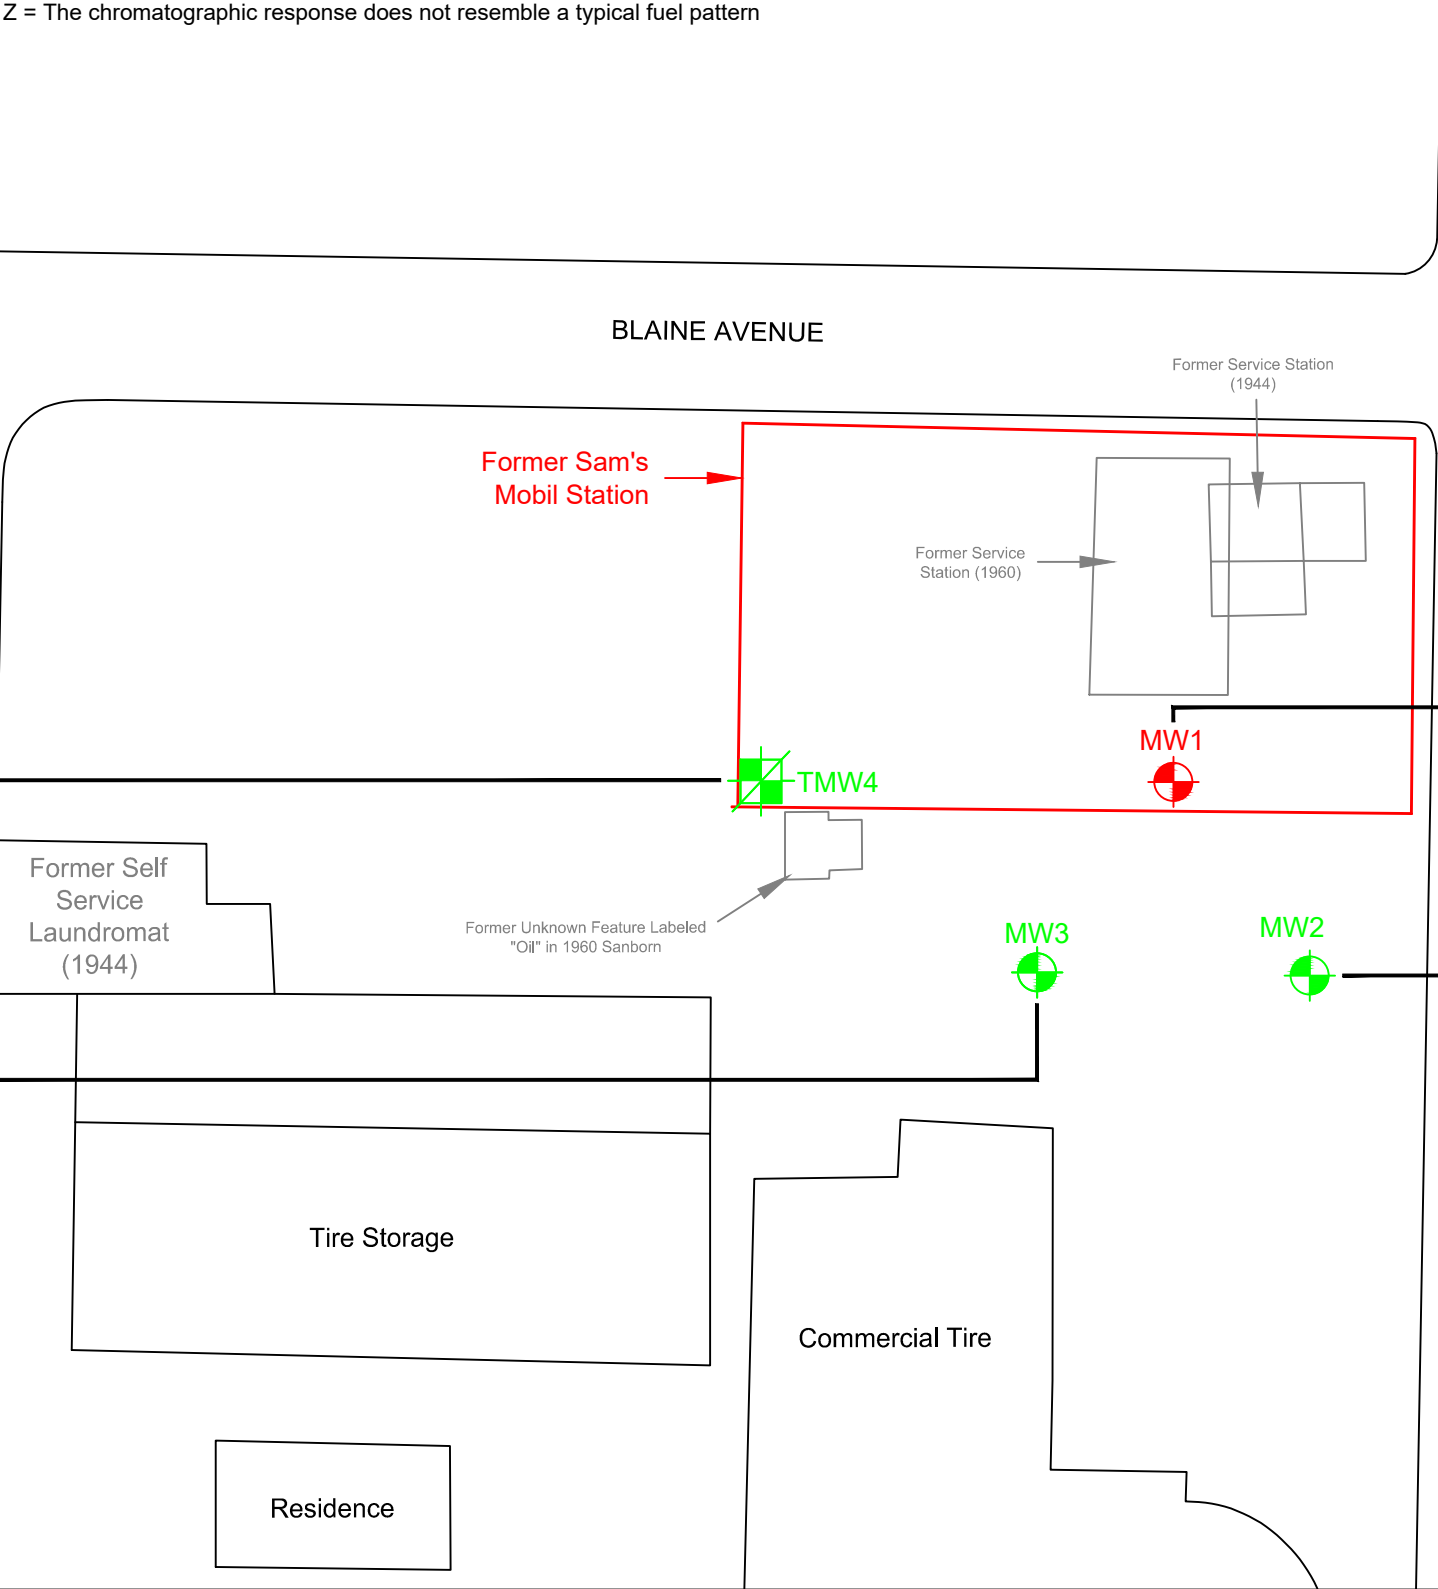 Z = The chromatographic response does not resemble a typical fuel pattern
BLAINE AVENUE
Former Service Station
(1944)
Former Sam's
Mobil Station
Former Service
Station (1960)
MW1
TMW4
Former Self
Service
Laundromat
(1944)
Former Unknown Feature Labeled
"Oil" in 1960 Sanborn
MW3
MW2
Tire Storage
Commercial Tire
Residence